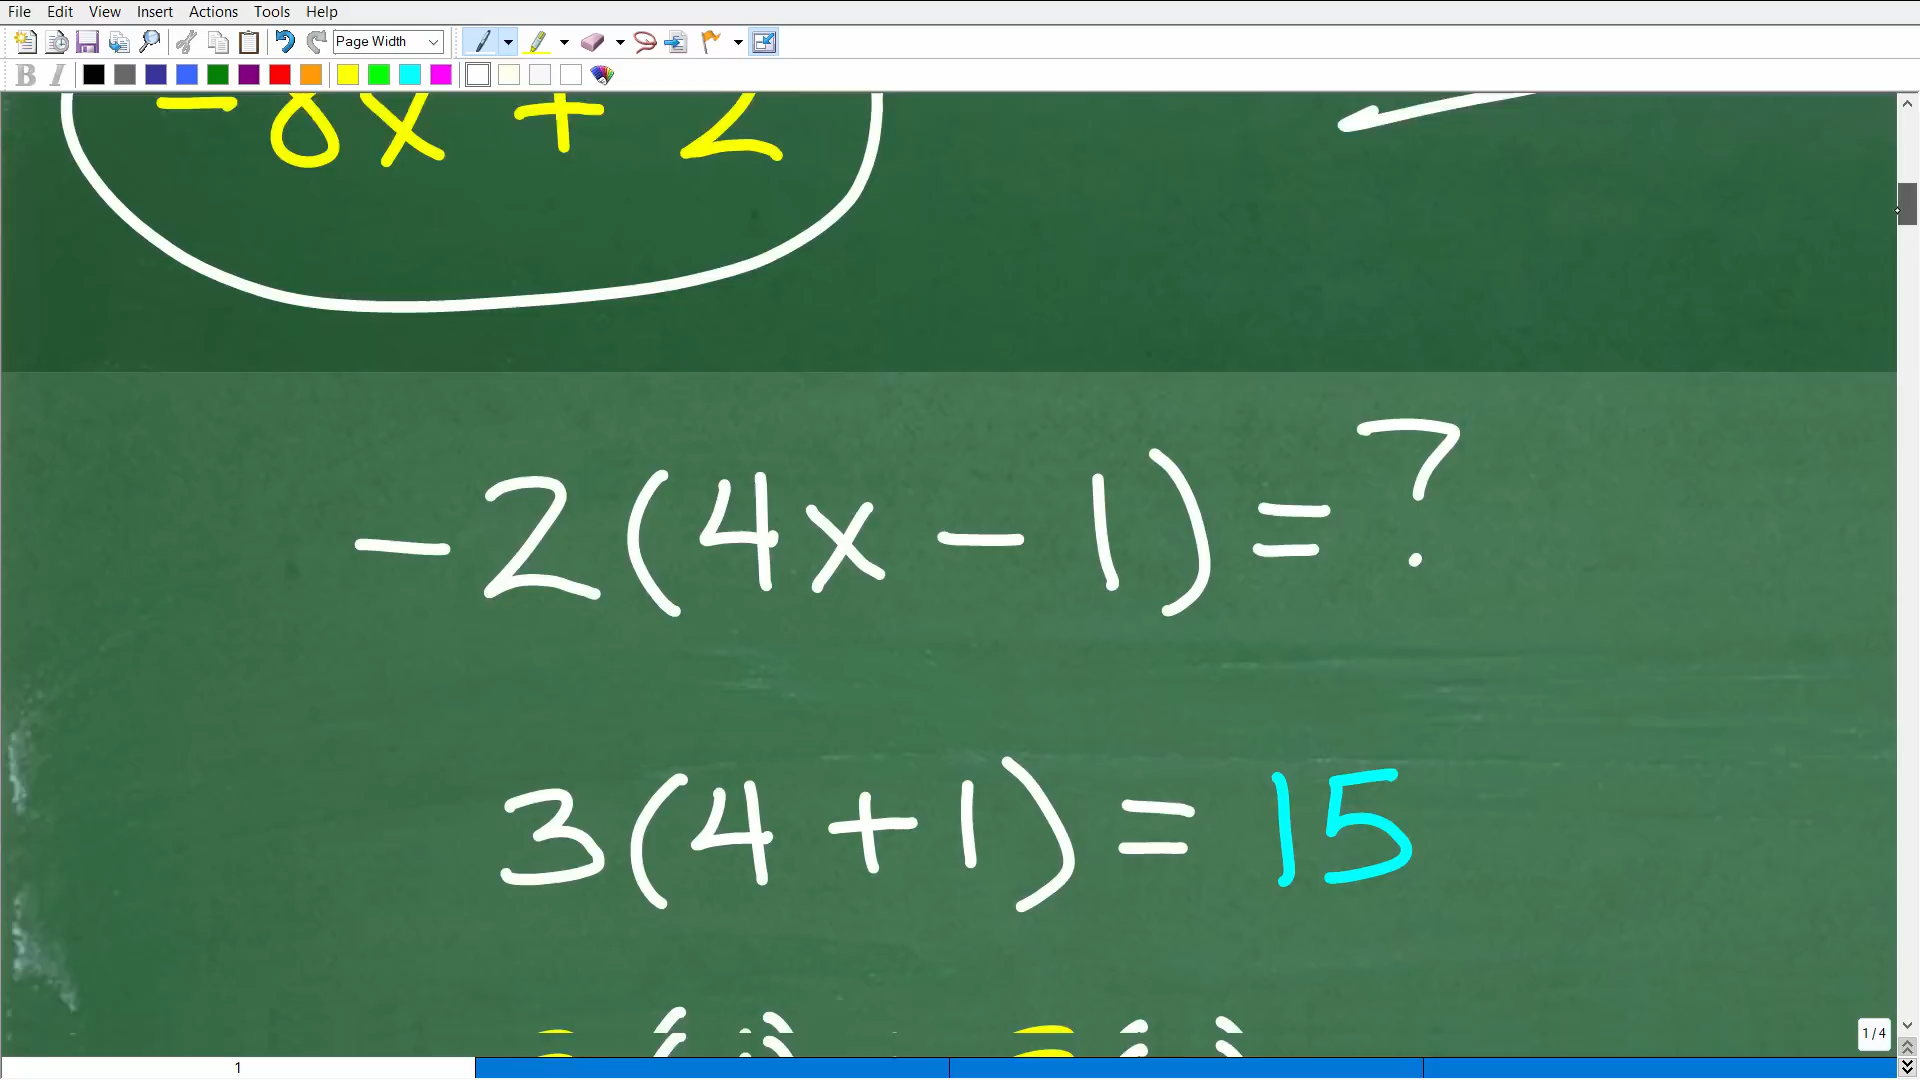 File Edit View Insert Actions Tools Help
Page Width
B I
-8x + 2
-2(4x - 1) = ?
3(4 + 1) = 15
1 / 4
1